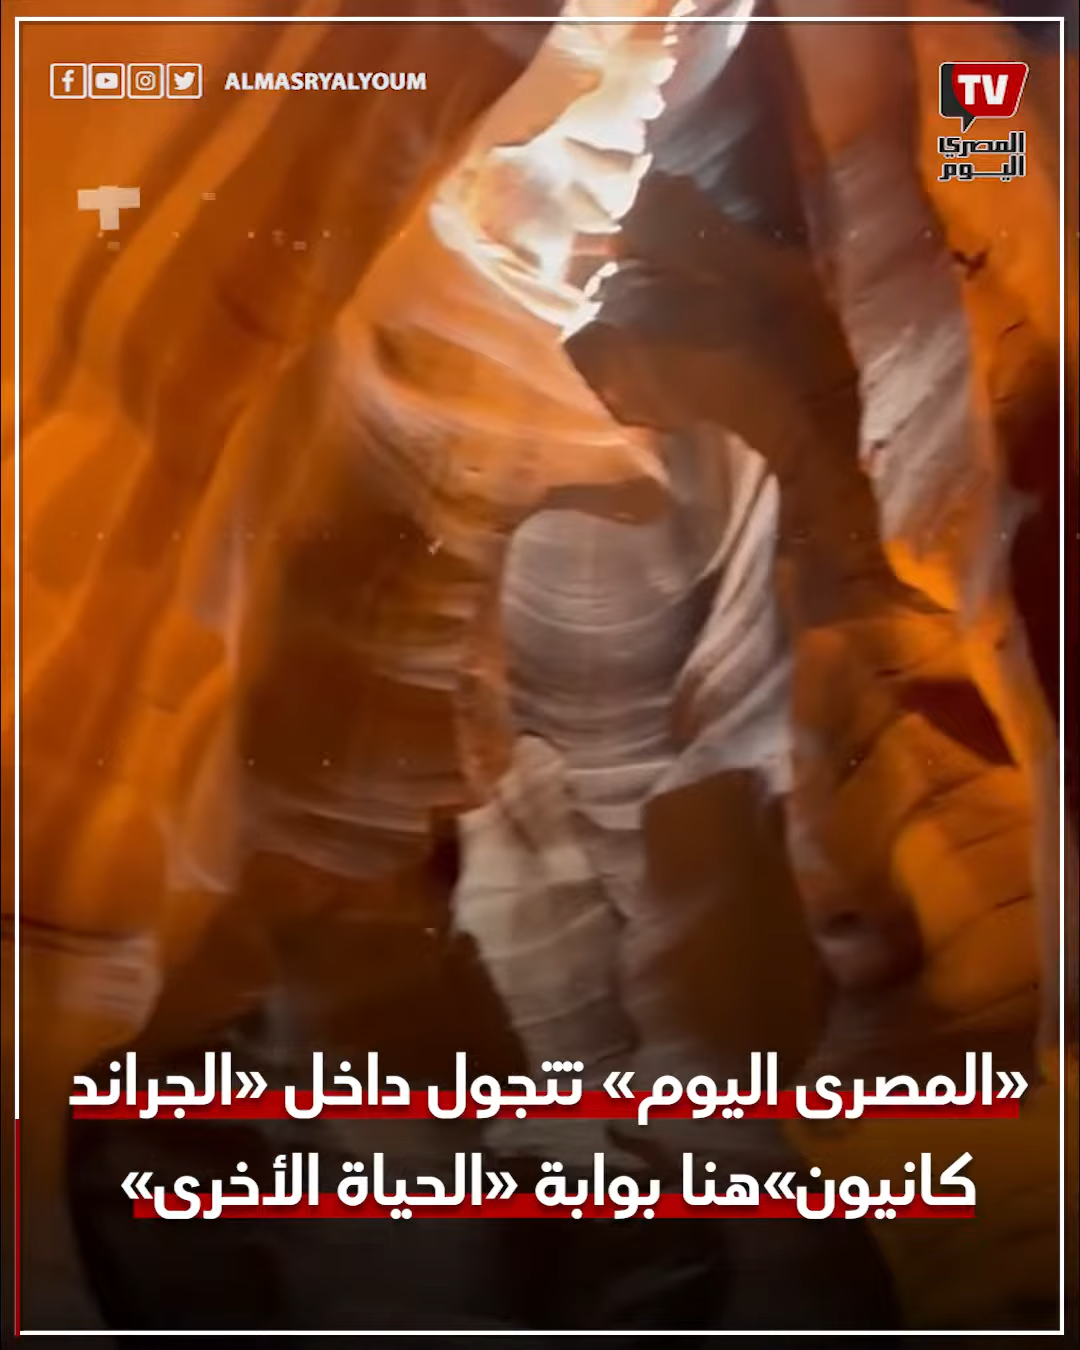 ALMASRYALYOUM
TV
المصري
اليوم
«المصرى اليوم» تتجول داخل «الجراند
كانيون»هنا بوابة «الحياة الأخرى»